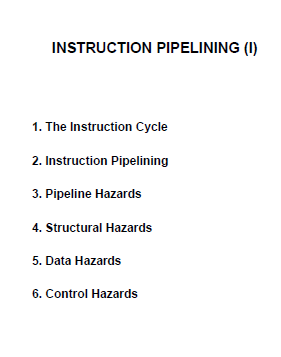 INSTRUCTION PIPELINING (I)
1. The Instruction Cycle
2. Instruction Pipelining
3. Pipeline Hazards
4. Structural Hazards
5. Data Hazards
6. Control Hazards